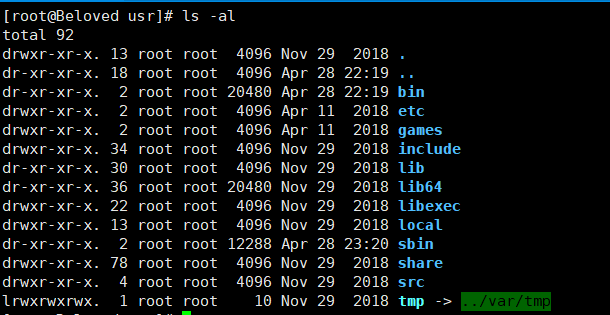 [root@Beloved usr]# ls -al
total 92
drwxr-xr-x. 13 root root  4096 Nov 29  2018 .
dr-xr-xr-x. 18 root root  4096 Apr 28 22:19 ..
dr-xr-xr-x.  2 root root 20480 Apr 28 22:19 bin
drwxr-xr-x.  2 root root  4096 Apr 11  2018 etc
drwxr-xr-x.  2 root root  4096 Apr 11  2018 games
drwxr-xr-x. 34 root root  4096 Nov 29  2018 include
dr-xr-xr-x. 30 root root  4096 Nov 29  2018 lib
dr-xr-xr-x. 36 root root 20480 Nov 29  2018 lib64
drwxr-xr-x. 22 root root  4096 Nov 29  2018 libexec
drwxr-xr-x. 13 root root  4096 Nov 29  2018 local
dr-xr-xr-x.  2 root root 12288 Apr 28 23:20 sbin
drwxr-xr-x. 78 root root  4096 Nov 29  2018 share
drwxr-xr-x.  4 root root  4096 Nov 29  2018 src
lrwxrwxrwx.  1 root root    10 Nov 29  2018 tmp -> ../var/tmp